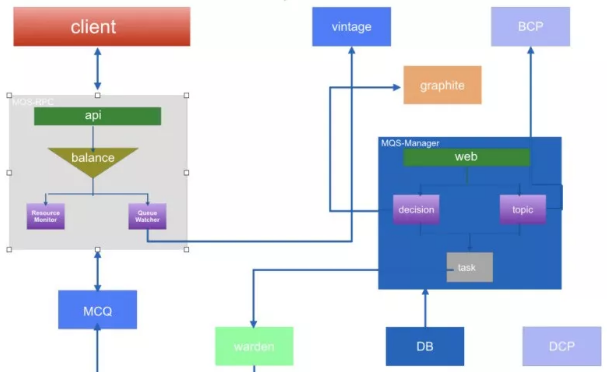 client
vintage
BCP
graphite
MQS-RPC
api
balance
Resource
Monitor
Queue
Watcher
MQS-Manager
web
decision
topic
task
MCQ
warden
DB
DCP